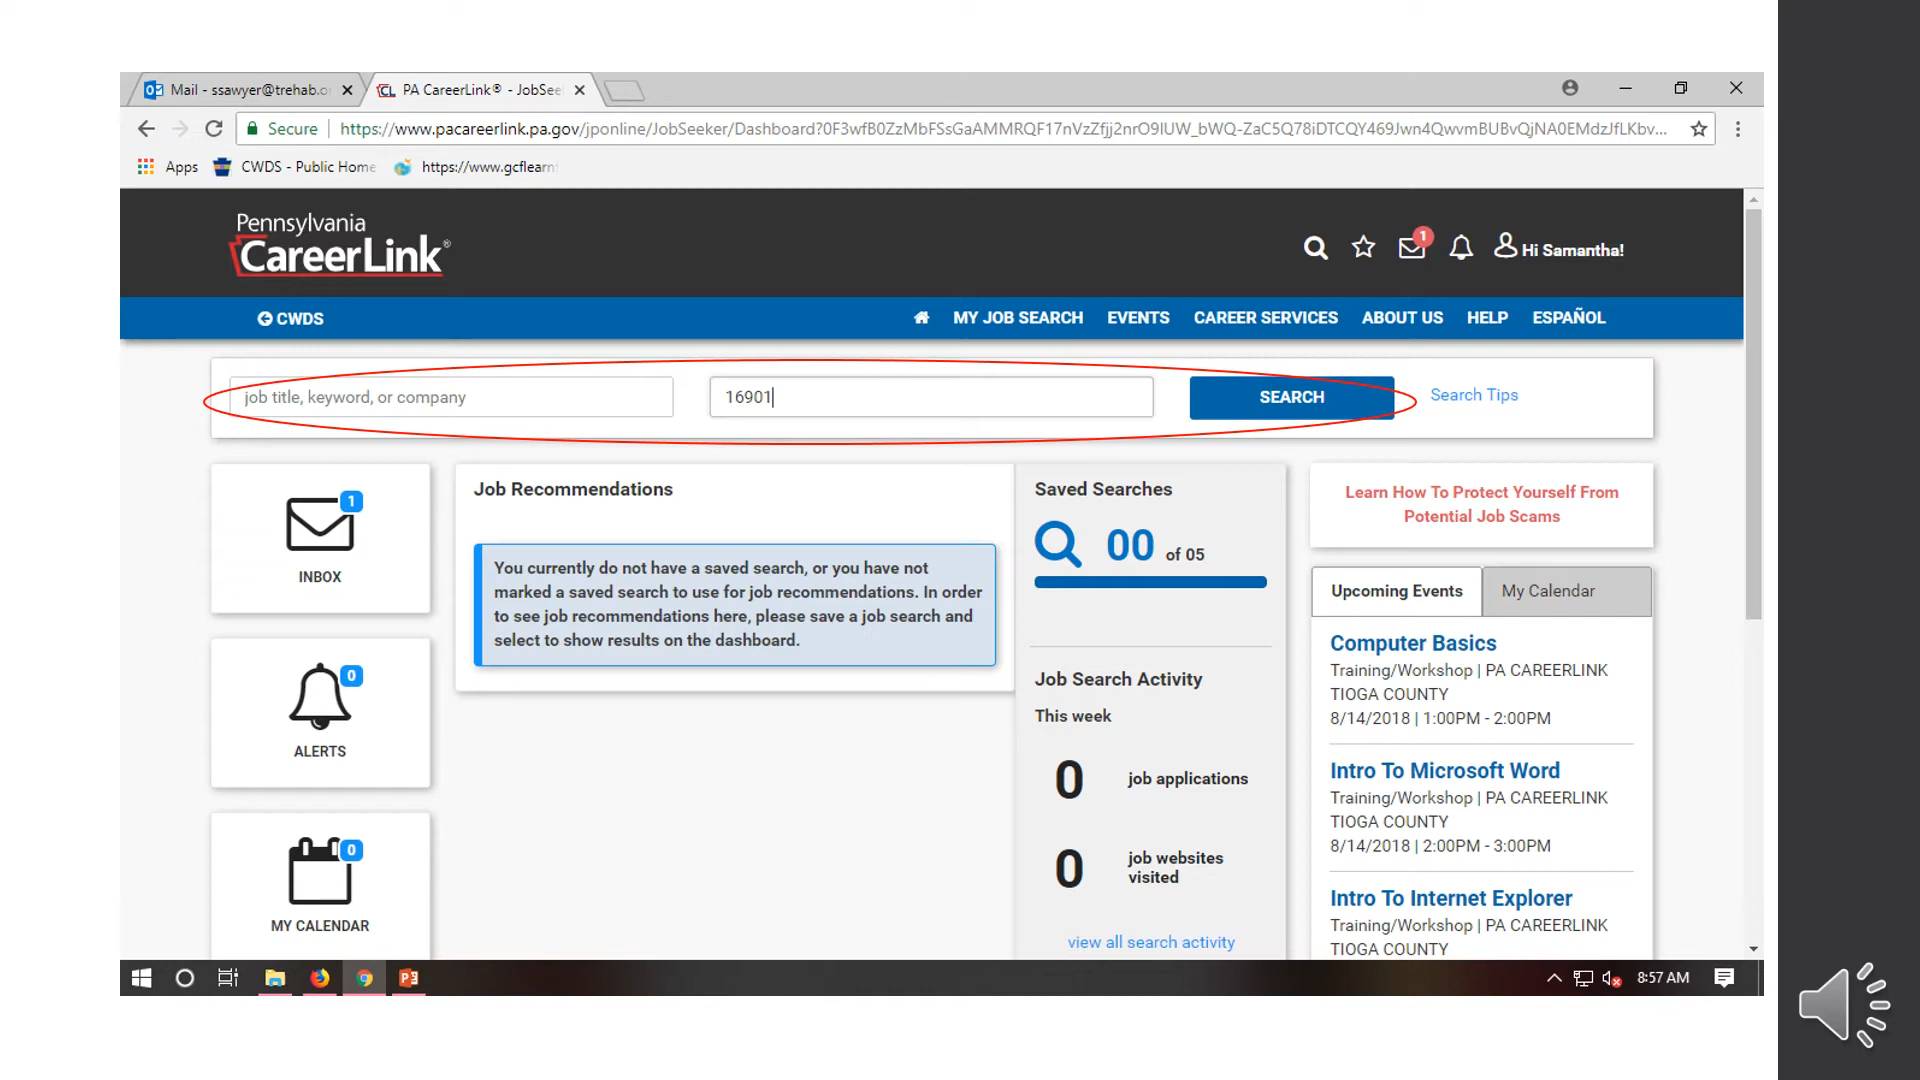 Mail - ssawyer@trehab.o
PA CareerLink® - JobSee
Secure
https://www.pacareerlink.pa.gov/jponline/JobSeeker/Dashboard?0F3wfB0ZzMbFSsGaAMMRQF17nVzZfjj2nrO9IUW_bWQ-ZaC5Q78iDTCQY469Jwn4QwvmBUBvQjNA0EMdzJfLKbv...
Apps
CWDS - Public Home
https://www.gcflearnf
Pennsylvania
CareerLink®
1
Hi Samantha!
CWDS
MY JOB SEARCH
EVENTS
CAREER SERVICES
ABOUT US
HELP
ESPAÑOL
job title, keyword, or company
16901
SEARCH
Search Tips
1
INBOX
0
ALERTS
0
MY CALENDAR
Job Recommendations
You currently do not have a saved search, or you have not
marked a saved search to use for job recommendations. In order
to see job recommendations here, please save a job search and
select to show results on the dashboard.
Saved Searches
00 of 05
Job Search Activity
This week
0 job applications
0 job websites
visited
view all search activity
Learn How To Protect Yourself From
Potential Job Scams
Upcoming Events
My Calendar
Computer Basics
Training/Workshop | PA CAREERLINK
TIOGA COUNTY
8/14/2018 | 1:00PM - 2:00PM
Intro To Microsoft Word
Training/Workshop | PA CAREERLINK
TIOGA COUNTY
8/14/2018 | 2:00PM - 3:00PM
Intro To Internet Explorer
Training/Workshop | PA CAREERLINK
TIOGA COUNTY
8:57 AM